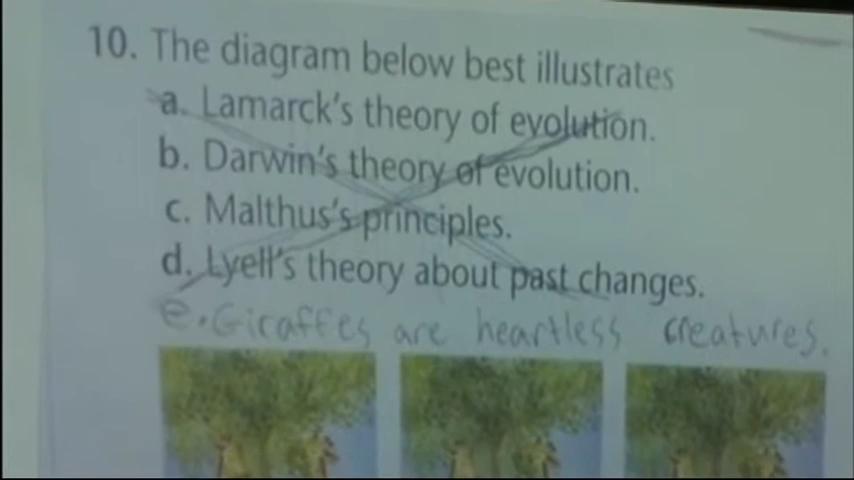 10. The diagram below best illustrates
a. Lamarck's theory of evolution.
b. Darwin's theory of evolution.
c. Malthus's principles.
d. Lyell's theory about past changes.
e. Giraffes are heartless creatures.